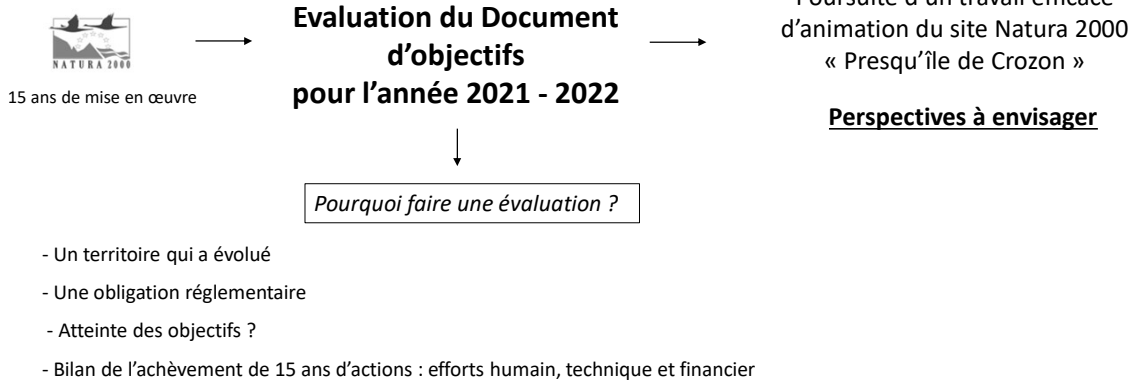 NATURA 2000
15 ans de mise en œuvre
Evaluation du Document
d’objectifs
pour l’année 2021 - 2022
Poursuite d’un travail efficace
d’animation du site Natura 2000
« Presqu’île de Crozon »
Perspectives à envisager
Pourquoi faire une évaluation ?
- Un territoire qui a évolué
- Une obligation réglementaire
- Atteinte des objectifs ?
- Bilan de l’achèvement de 15 ans d’actions : efforts humain, technique et financier